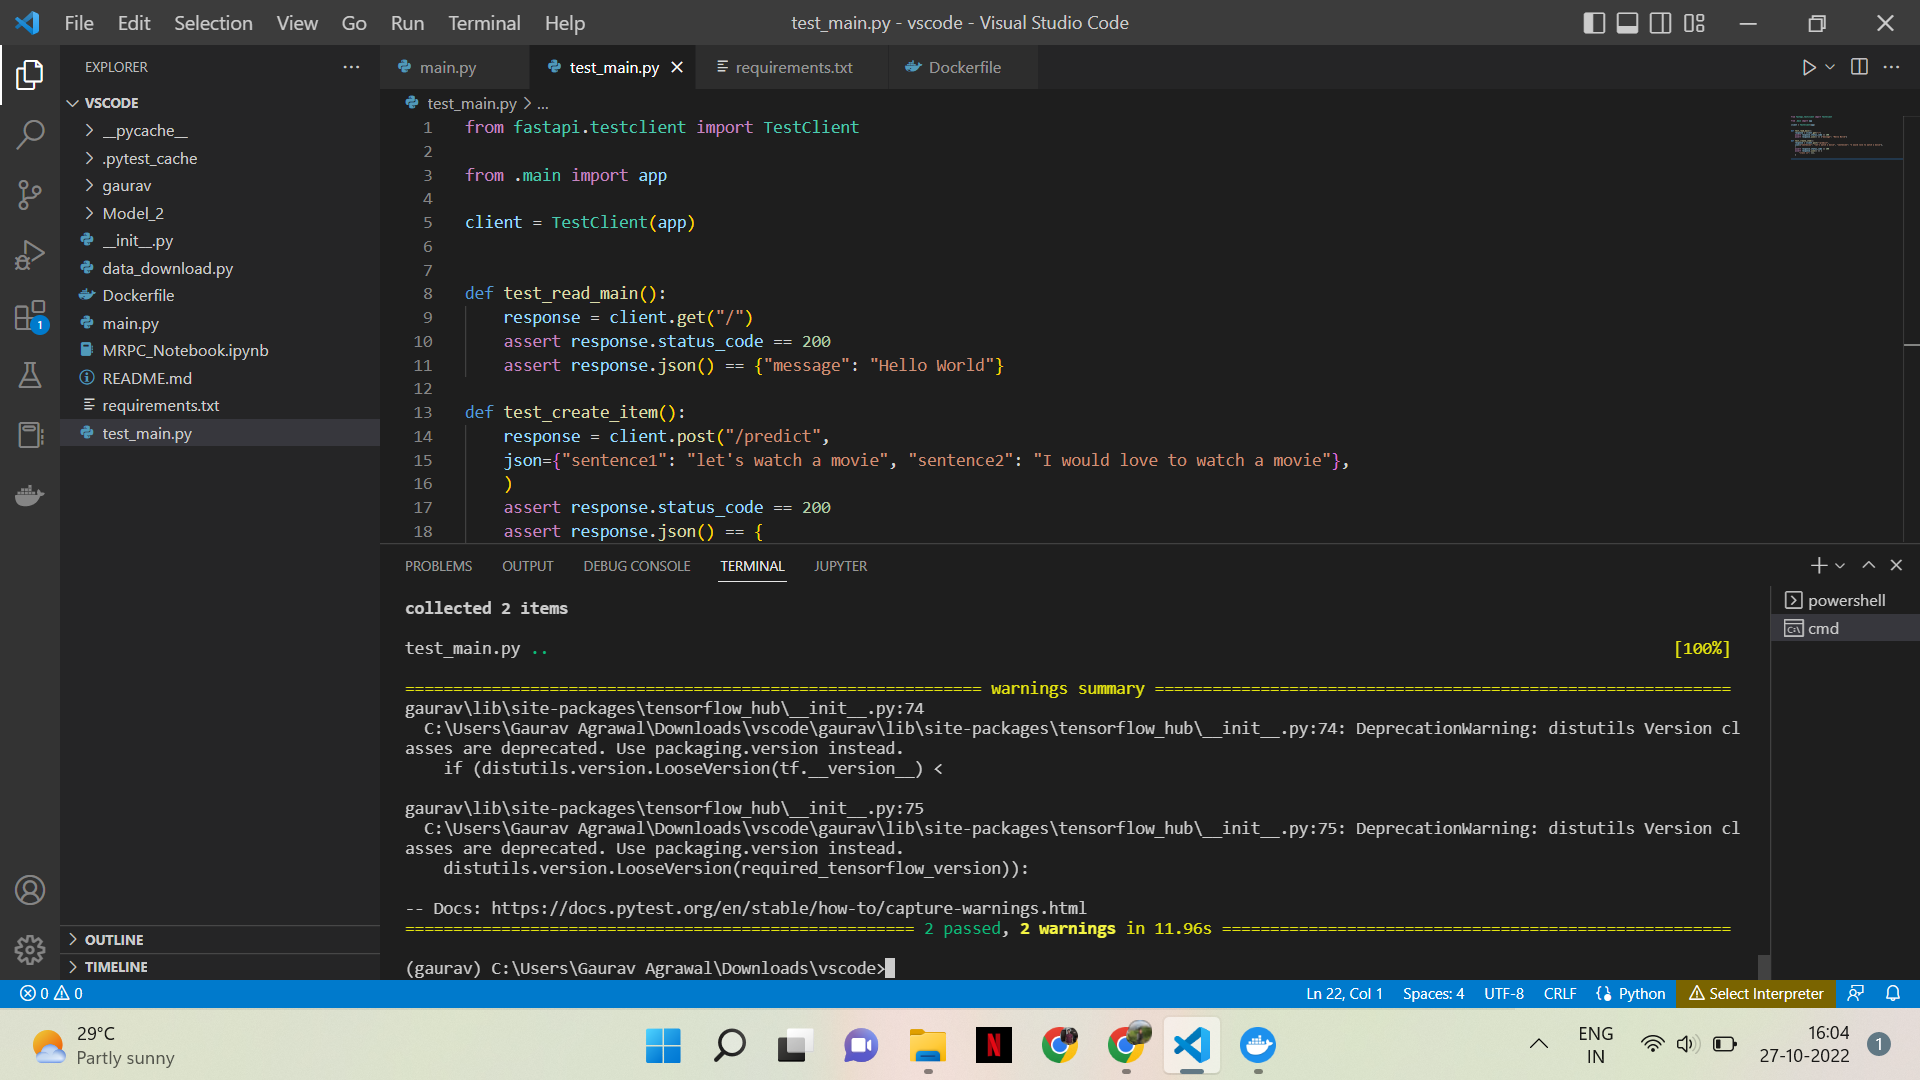 File Edit Selection View Go Run Terminal Help
test_main.py - vscode - Visual Studio Code
EXPLORER
VSCODE
__pycache__
.pytest_cache
gaurav
Model_2
__init__.py
data_download.py
Dockerfile
main.py
MRPC_Notebook.ipynb
README.md
requirements.txt
test_main.py
OUTLINE
TIMELINE
1
main.py test_main.py requirements.txt Dockerfile
test_main.py > ...
1 from fastapi.testclient import TestClient
2
3 from .main import app
4
5 client = TestClient(app)
6
7
8 def test_read_main():
9 response = client.get("/")
10 assert response.status_code == 200
11 assert response.json() == {"message": "Hello World"}
12
13 def test_create_item():
14 response = client.post("/predict",
15 json={"sentence1": "let's watch a movie", "sentence2": "I would love to watch a movie"},
16 )
17 assert response.status_code == 200
18 assert response.json() == {
PROBLEMS OUTPUT DEBUG CONSOLE TERMINAL JUPYTER
powershell
cmd
collected 2 items
test_main.py .. [100%]
============================================================ warnings summary ============================================================
gaurav\lib\site-packages\tensorflow_hub\__init__.py:74
C:\Users\Gaurav Agrawal\Downloads\vscode\gaurav\lib\site-packages\tensorflow_hub\__init__.py:74: DeprecationWarning: distutils Version cl
asses are deprecated. Use packaging.version instead.
if (distutils.version.LooseVersion(tf.__version__) <
gaurav\lib\site-packages\tensorflow_hub\__init__.py:75
C:\Users\Gaurav Agrawal\Downloads\vscode\gaurav\lib\site-packages\tensorflow_hub\__init__.py:75: DeprecationWarning: distutils Version cl
asses are deprecated. Use packaging.version instead.
distutils.version.LooseVersion(required_tensorflow_version)):
-- Docs: https://docs.pytest.org/en/stable/how-to/capture-warnings.html
===================================================== 2 passed, 2 warnings in 11.96s =====================================================
(gaurav) C:\Users\Gaurav Agrawal\Downloads\vscode>
0 0 Ln 22, Col 1 Spaces: 4 UTF-8 CRLF Python Select Interpreter
29°C
Partly sunny
N
ENG
IN
16:04
27-10-2022
1